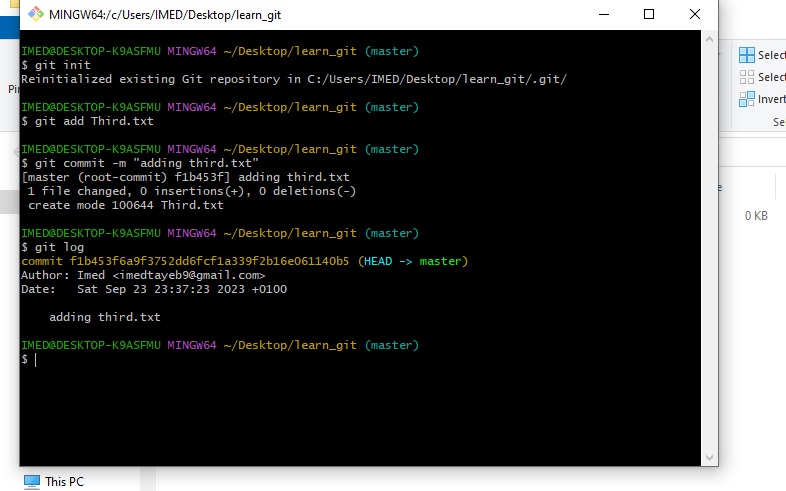 MINGW64:/c/Users/IMED/Desktop/learn_git
IMED@DESKTOP-K9ASFMU MINGW64 ~/Desktop/learn_git (master)
$ git init
Reinitialized existing Git repository in C:/Users/IMED/Desktop/learn_git/.git/
IMED@DESKTOP-K9ASFMU MINGW64 ~/Desktop/learn_git (master)
$ git add Third.txt
IMED@DESKTOP-K9ASFMU MINGW64 ~/Desktop/learn_git (master)
$ git commit -m "adding third.txt"
[master (root-commit) f1b453f] adding third.txt
1 file changed, 0 insertions(+), 0 deletions(-)
create mode 100644 Third.txt
IMED@DESKTOP-K9ASFMU MINGW64 ~/Desktop/learn_git (master)
$ git log
commit f1b453f6a9f3752dd6fcf1a339f2b16e061140b5 (HEAD -> master)
Author: Imed <imedtayeb9@gmail.com>
Date:   Sat Sep 23 23:37:23 2023 +0100
adding third.txt
IMED@DESKTOP-K9ASFMU MINGW64 ~/Desktop/learn_git (master)
$
Pi
Select
Select
Invert
Se
e
0 KB
This PC